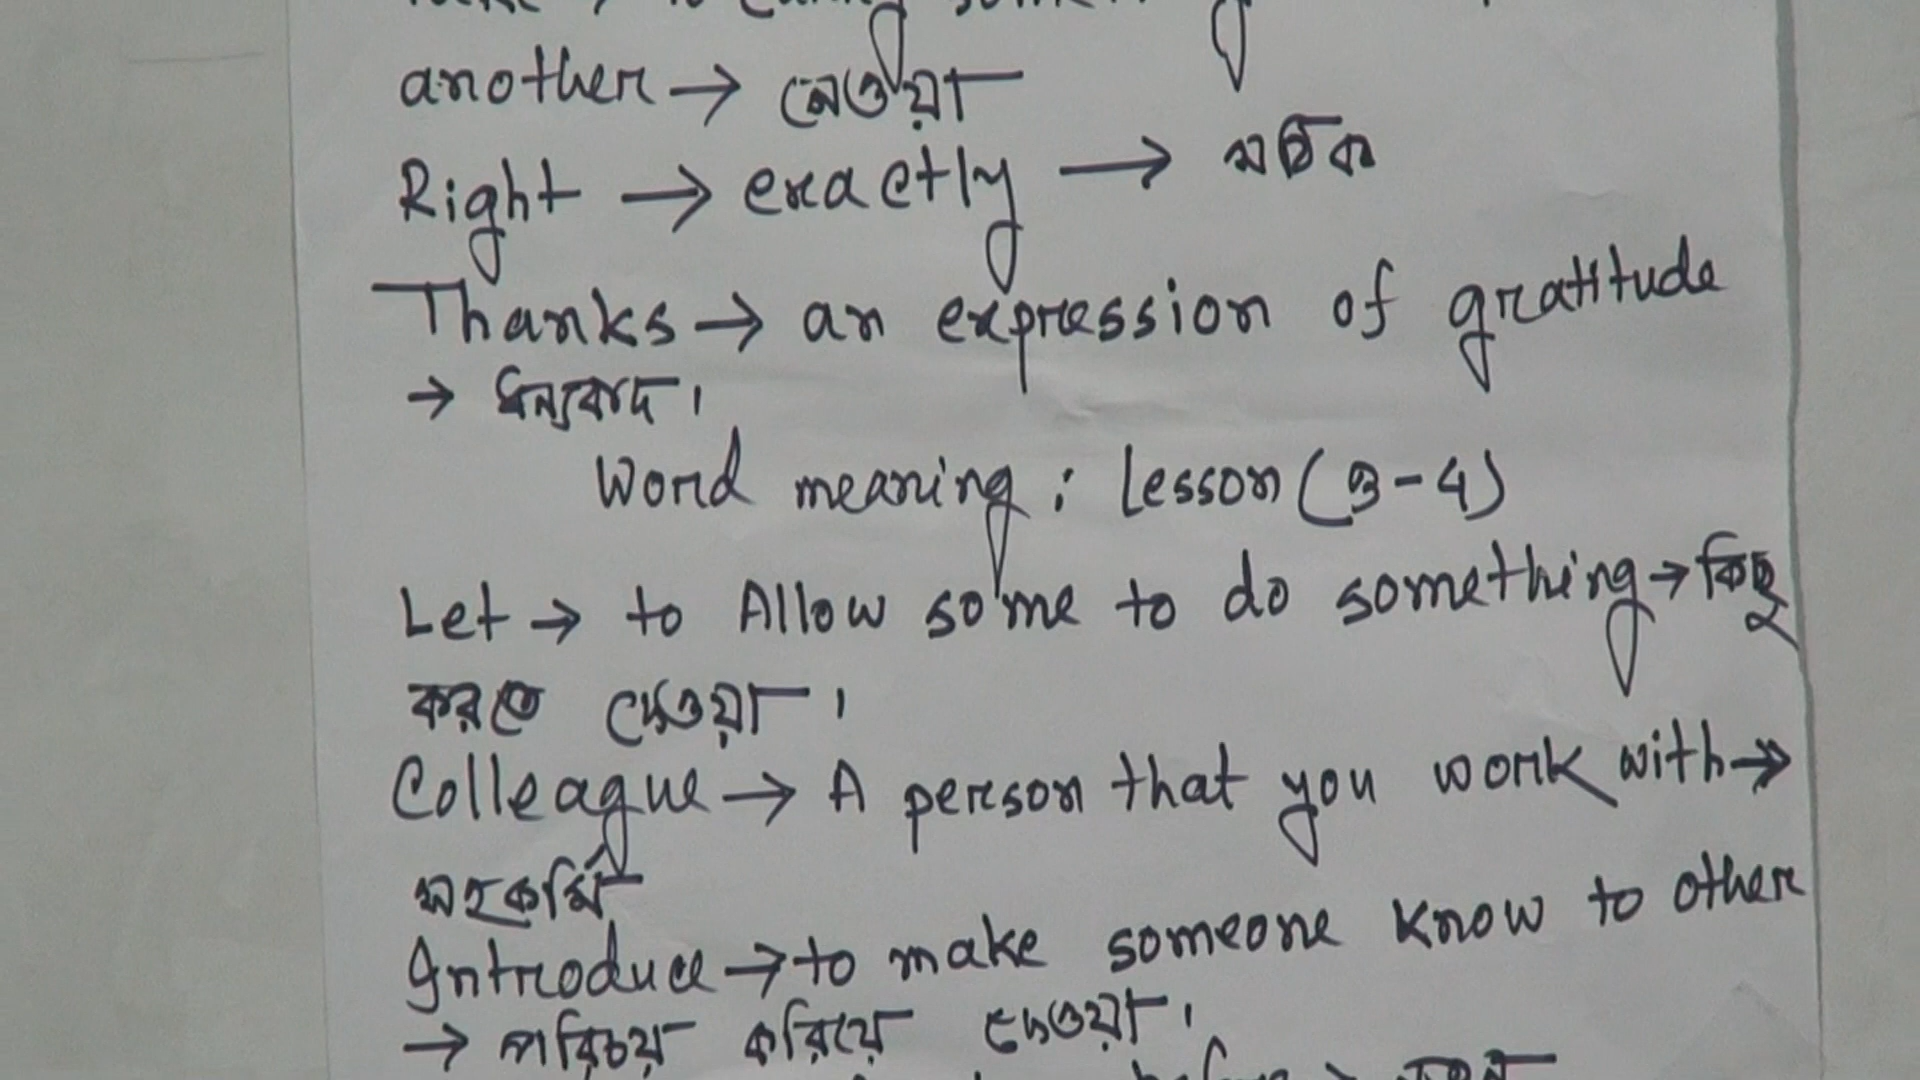 another → নেওয়া
Right → exactly → সঠিক
Thanks → an expression of gratitude
→ ধন্যবাদ।
Word meaning : Lesson (3-4)
Let → to Allow some to do something → কিছু
করতে দেওয়া।
Colleague → A person that you work with →
সহকর্মি
Introduce → to make someone know to other
→ পরিচয় করিয়ে দেওয়া।